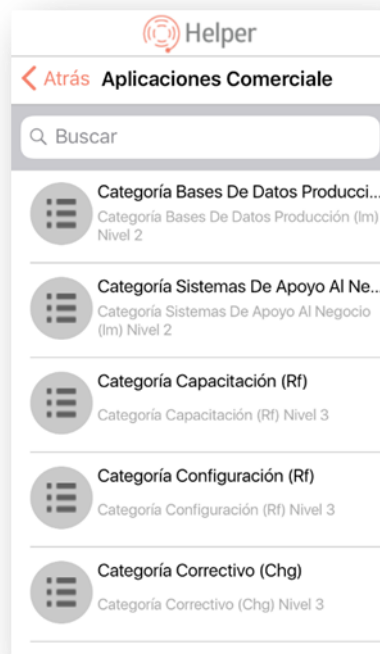 Helper
Atrás Aplicaciones Comerciale
Buscar
Categoría Bases De Datos Producci...
Categoría Bases De Datos Producción (Im)
Nivel 2
Categoría Sistemas De Apoyo Al Ne...
Categoría Sistemas De Apoyo Al Negocio
(Im) Nivel 2
Categoría Capacitación (Rf)
Categoría Capacitación (Rf) Nivel 3
Categoría Configuración (Rf)
Categoría Configuración (Rf) Nivel 3
Categoría Correctivo (Chg)
Categoría Correctivo (Chg) Nivel 3